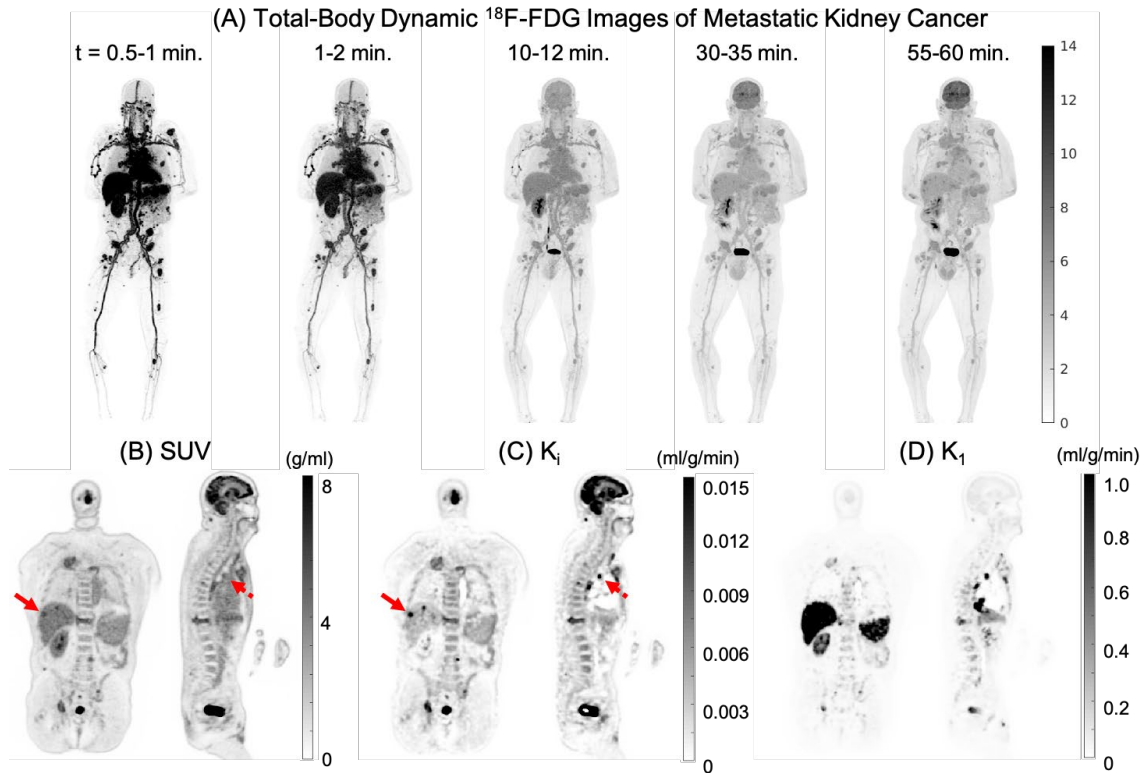 (A) Total-Body Dynamic ¹⁸F-FDG Images of Metastatic Kidney Cancer
t = 0.5-1 min.
1-2 min.
10-12 min.
30-35 min.
55-60 min.
14
12
10
8
6
4
2
0
(B) SUV
(g/ml)
8
4
0
(C) Kᵢ
(ml/g/min)
0.015
0.012
0.009
0.006
0.003
0
(D) K₁
(ml/g/min)
1.0
0.8
0.6
0.4
0.2
0